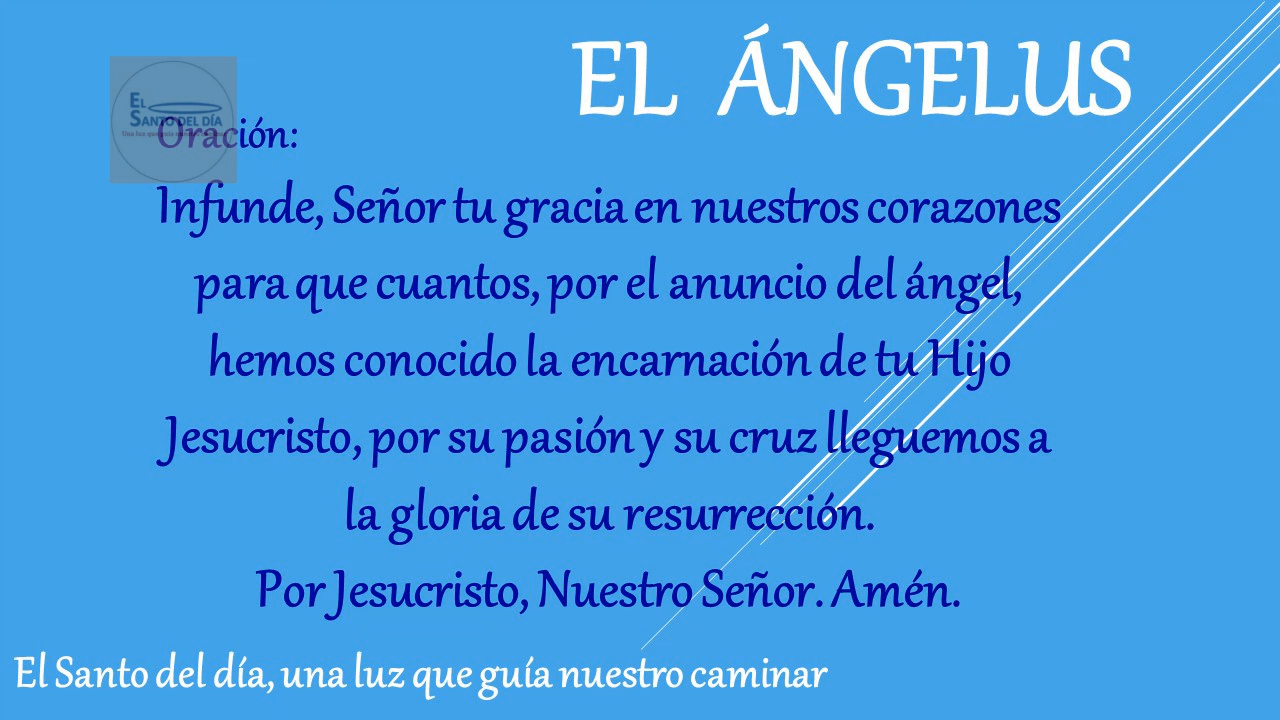 EL ÁNGELUS
EL
SANTO DEL DÍA
Oración:
Infunde, Señor tu gracia en nuestros corazones
para que cuantos, por el anuncio del ángel,
hemos conocido la encarnación de tu Hijo
Jesucristo, por su pasión y su cruz lleguemos a
la gloria de su resurrección.
Por Jesucristo, Nuestro Señor. Amén.
El Santo del día, una luz que guía nuestro caminar